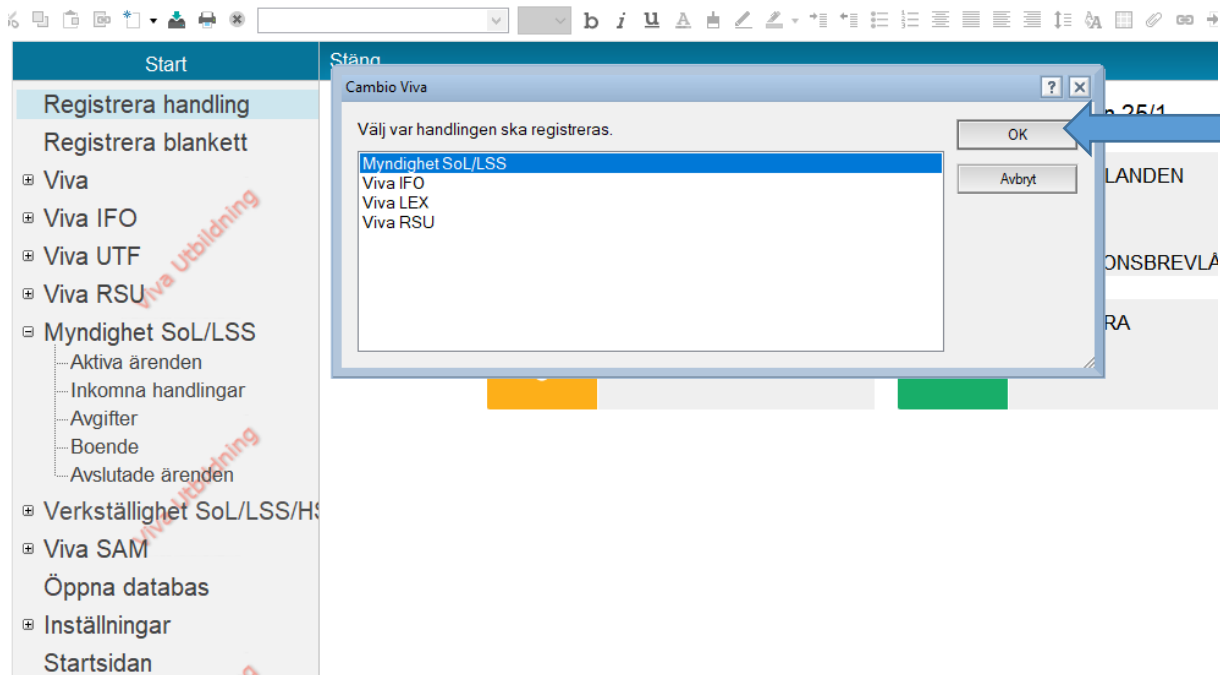 b i u A
Start
Stäng
Registrera handling
Registrera blankett
Viva
Viva IFO
Viva UTF
Viva RSU
Myndighet SoL/LSS
Aktiva ärenden
Inkomna handlingar
Avgifter
Boende
Avslutade ärenden
Verkställighet SoL/LSS/HS
Viva SAM
Öppna databas
Inställningar
Startsidan
Viva Utbildning
Viva Utbildning
Cambio Viva
Välj var handlingen ska registreras.
Myndighet SoL/LSS
Viva IFO
Viva LEX
Viva RSU
OK
Avbryt
25/1
LANDEN
ONSBREVLÅ
RA